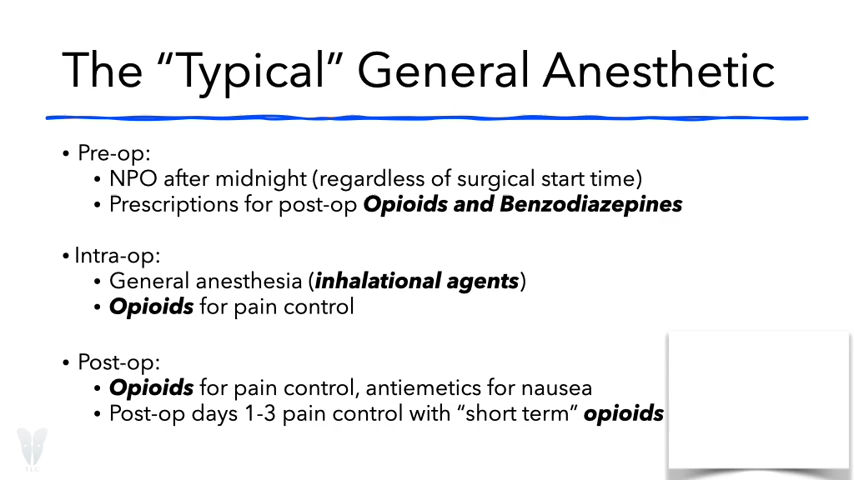 The “Typical” General Anesthetic
• Pre-op:
• NPO after midnight (regardless of surgical start time)
• Prescriptions for post-op Opioids and Benzodiazepines
• Intra-op:
• General anesthesia (inhalational agents)
• Opioids for pain control
• Post-op:
• Opioids for pain control, antiemetics for nausea
• Post-op days 1-3 pain control with “short term” opioids
TLC